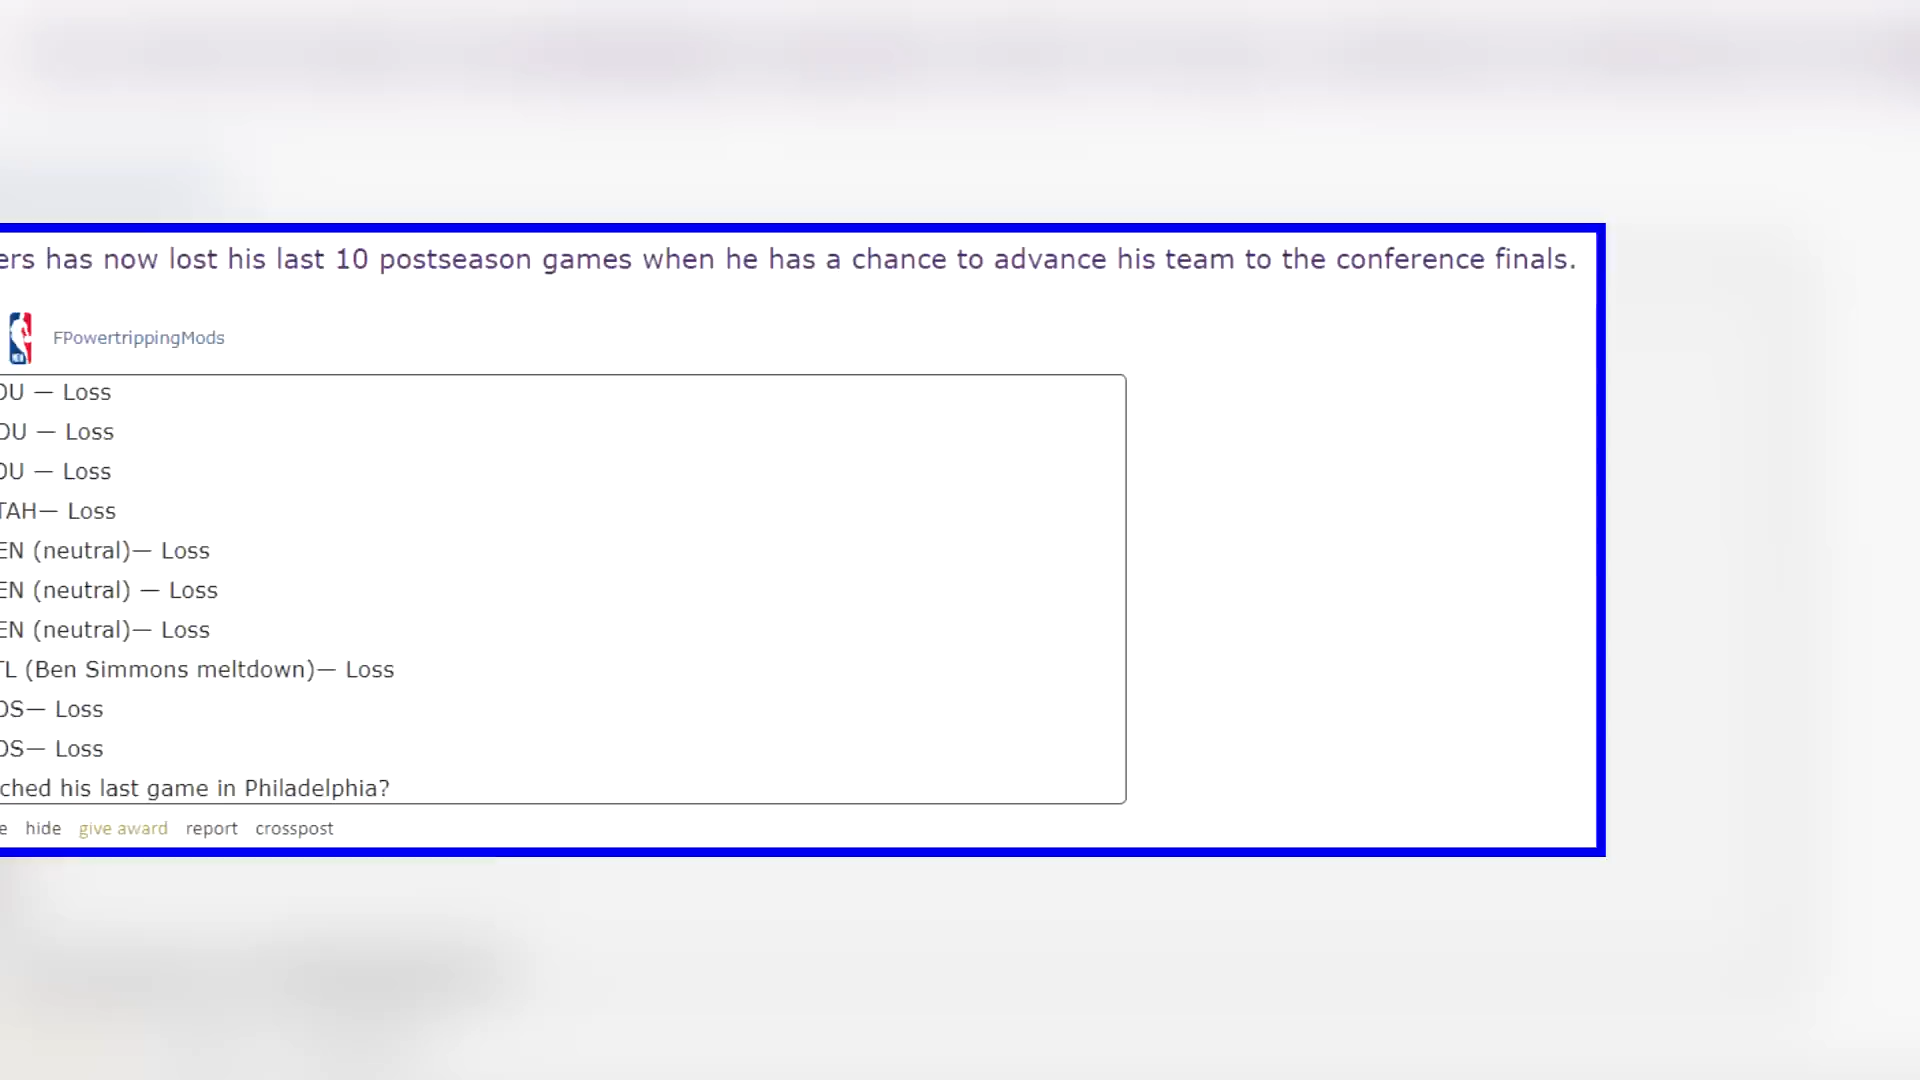 ers has now lost his last 10 postseason games when he has a chance to advance his team to the conference finals.
FPowertrippingMods
OU — Loss
OU — Loss
OU — Loss
TAH— Loss
EN (neutral)— Loss
EN (neutral) — Loss
EN (neutral)— Loss
TL (Ben Simmons meltdown)— Loss
OS— Loss
OS— Loss
ched his last game in Philadelphia?
e hide give award report crosspost